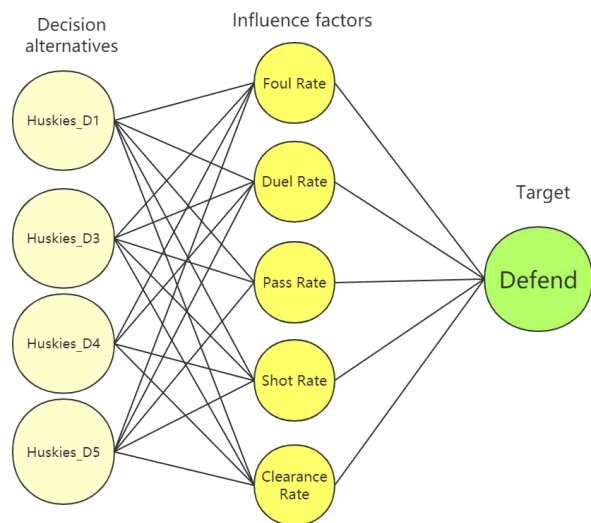 Decision
alternatives
Influence factors
Target
Huskies_D1
Huskies_D3
Huskies_D4
Huskies_D5
Foul Rate
Duel Rate
Pass Rate
Shot Rate
Clearance
Rate
Defend